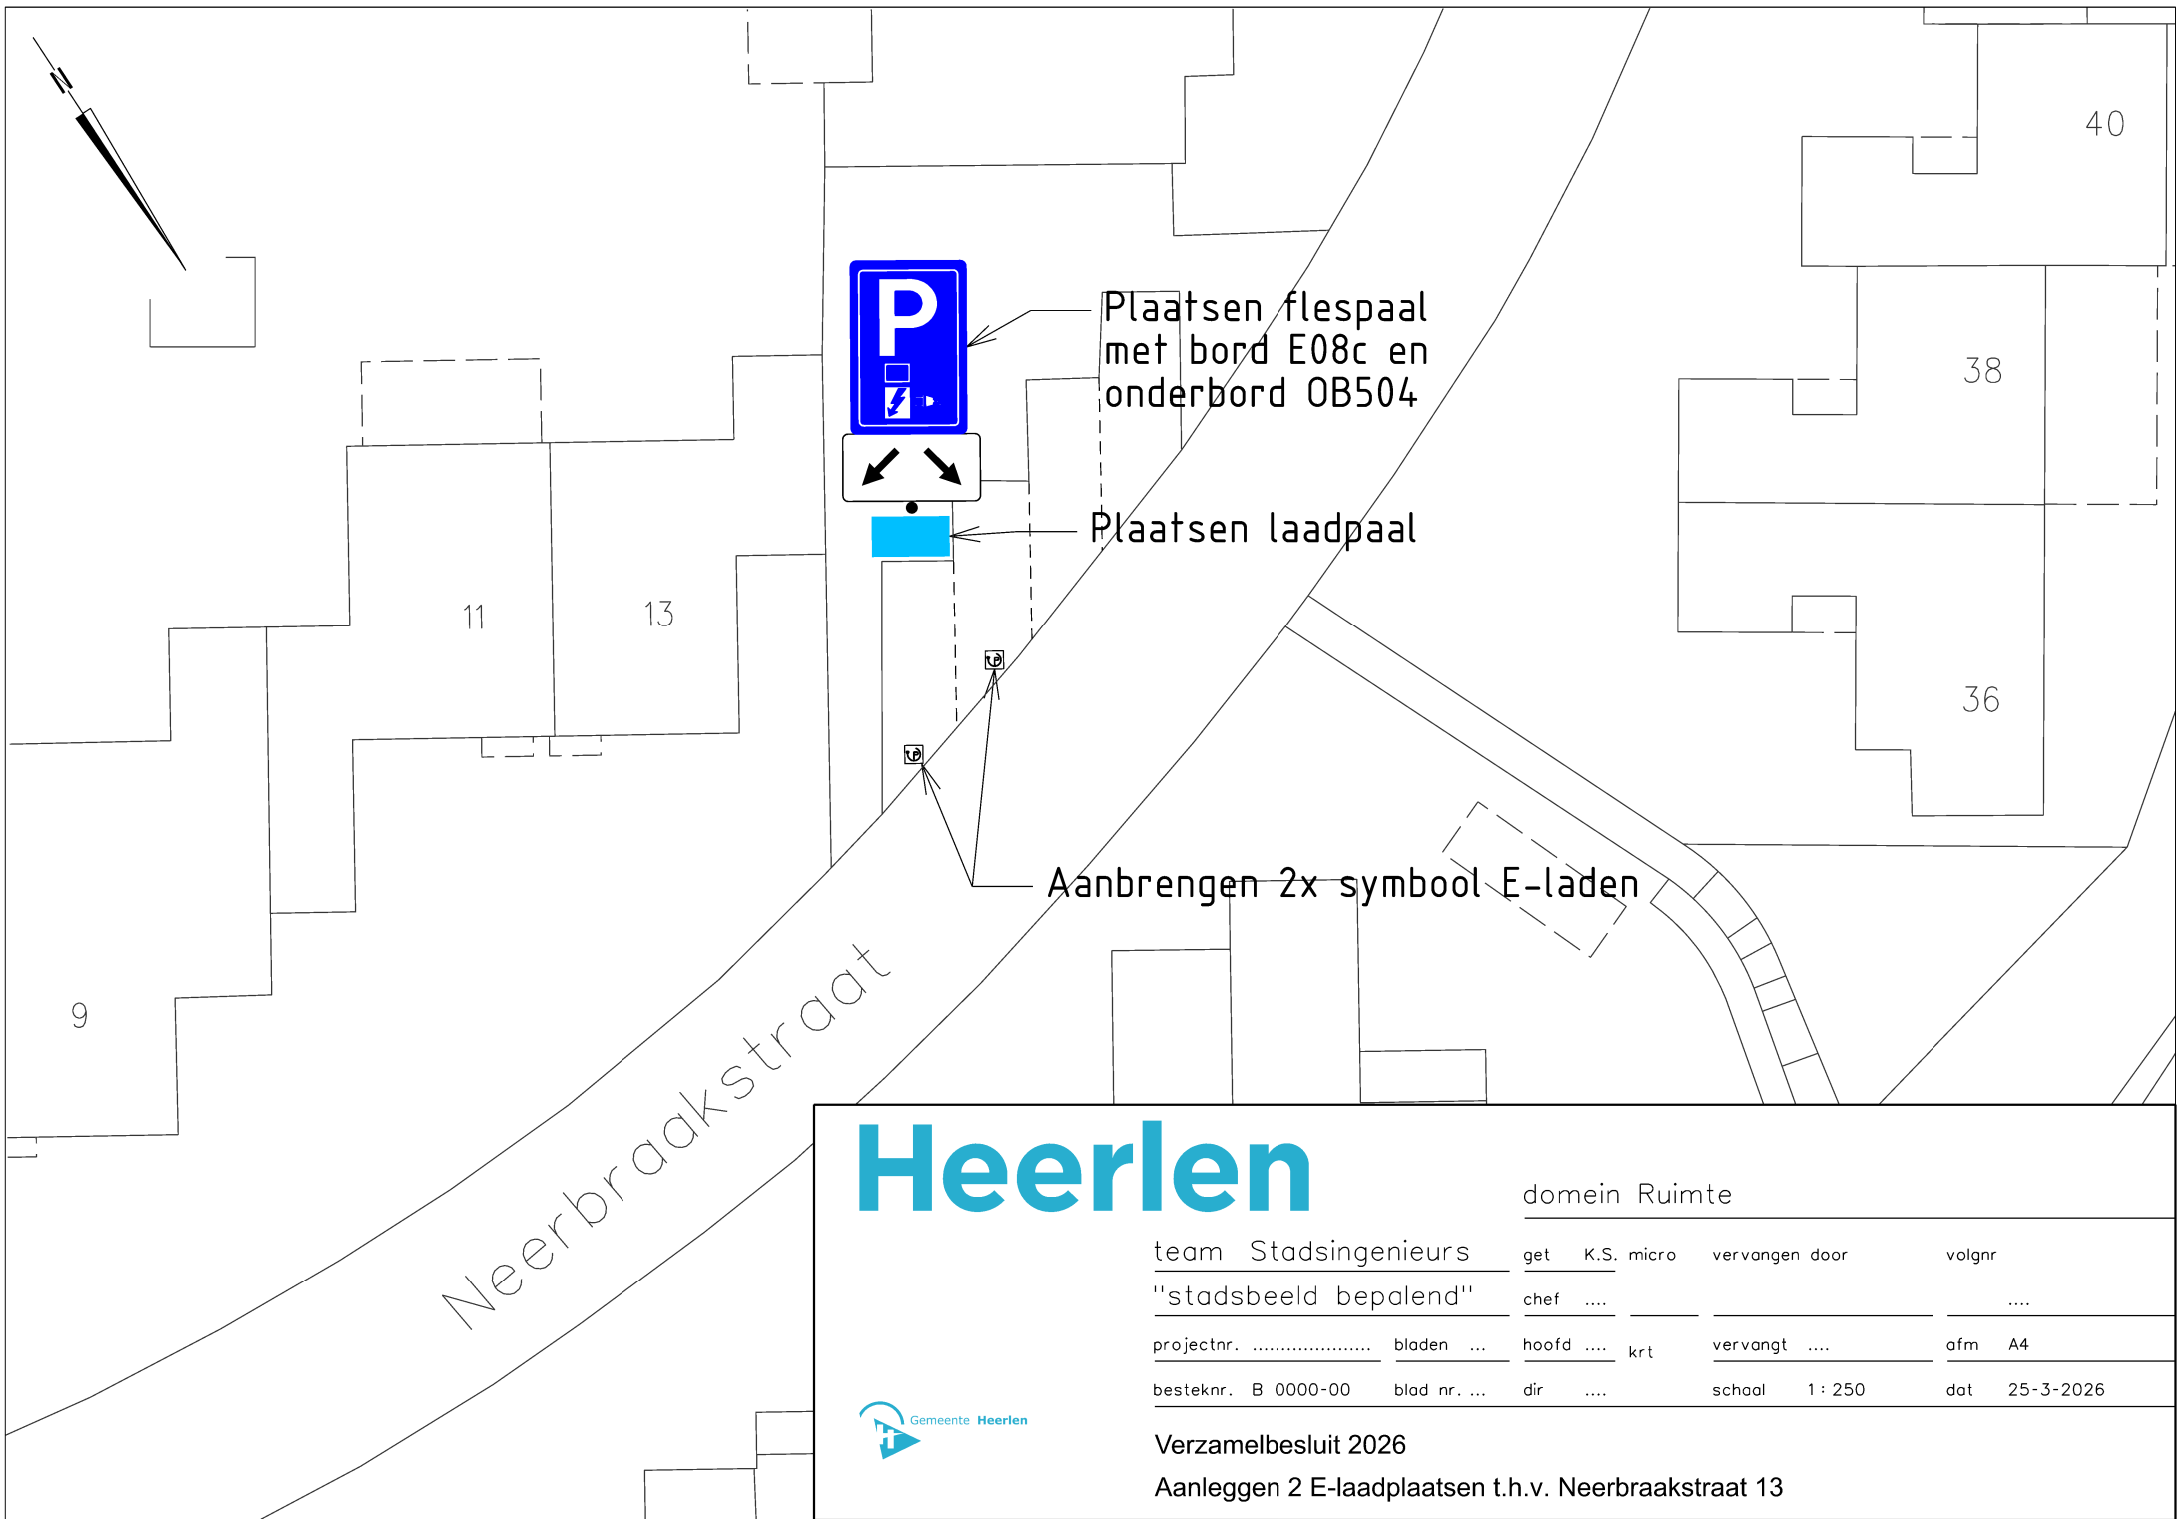 N
40
P
Plaatsen flespaal
met bord E08c en
onderbord OB504
38
Plaatsen laadpaal
11
13
36
Aanbrengen 2x symbool E-laden
9
Neerbraakstraat
Heerlen
domein Ruimte
team Stadsingenieurs
get K.S. micro vervangen door volgnr
"stadsbeeld bepalend"
chef .... ....
projectnr. ..................... bladen ... hoofd .... krt vervangt .... afm A4
besteknr. B 0000-00 blad nr. ... dir .... schaal 1 : 250 dat 25-3-2026
Gemeente Heerlen
Verzamelbesluit 2026
Aanleggen 2 E-laadplaatsen t.h.v. Neerbraakstraat 13